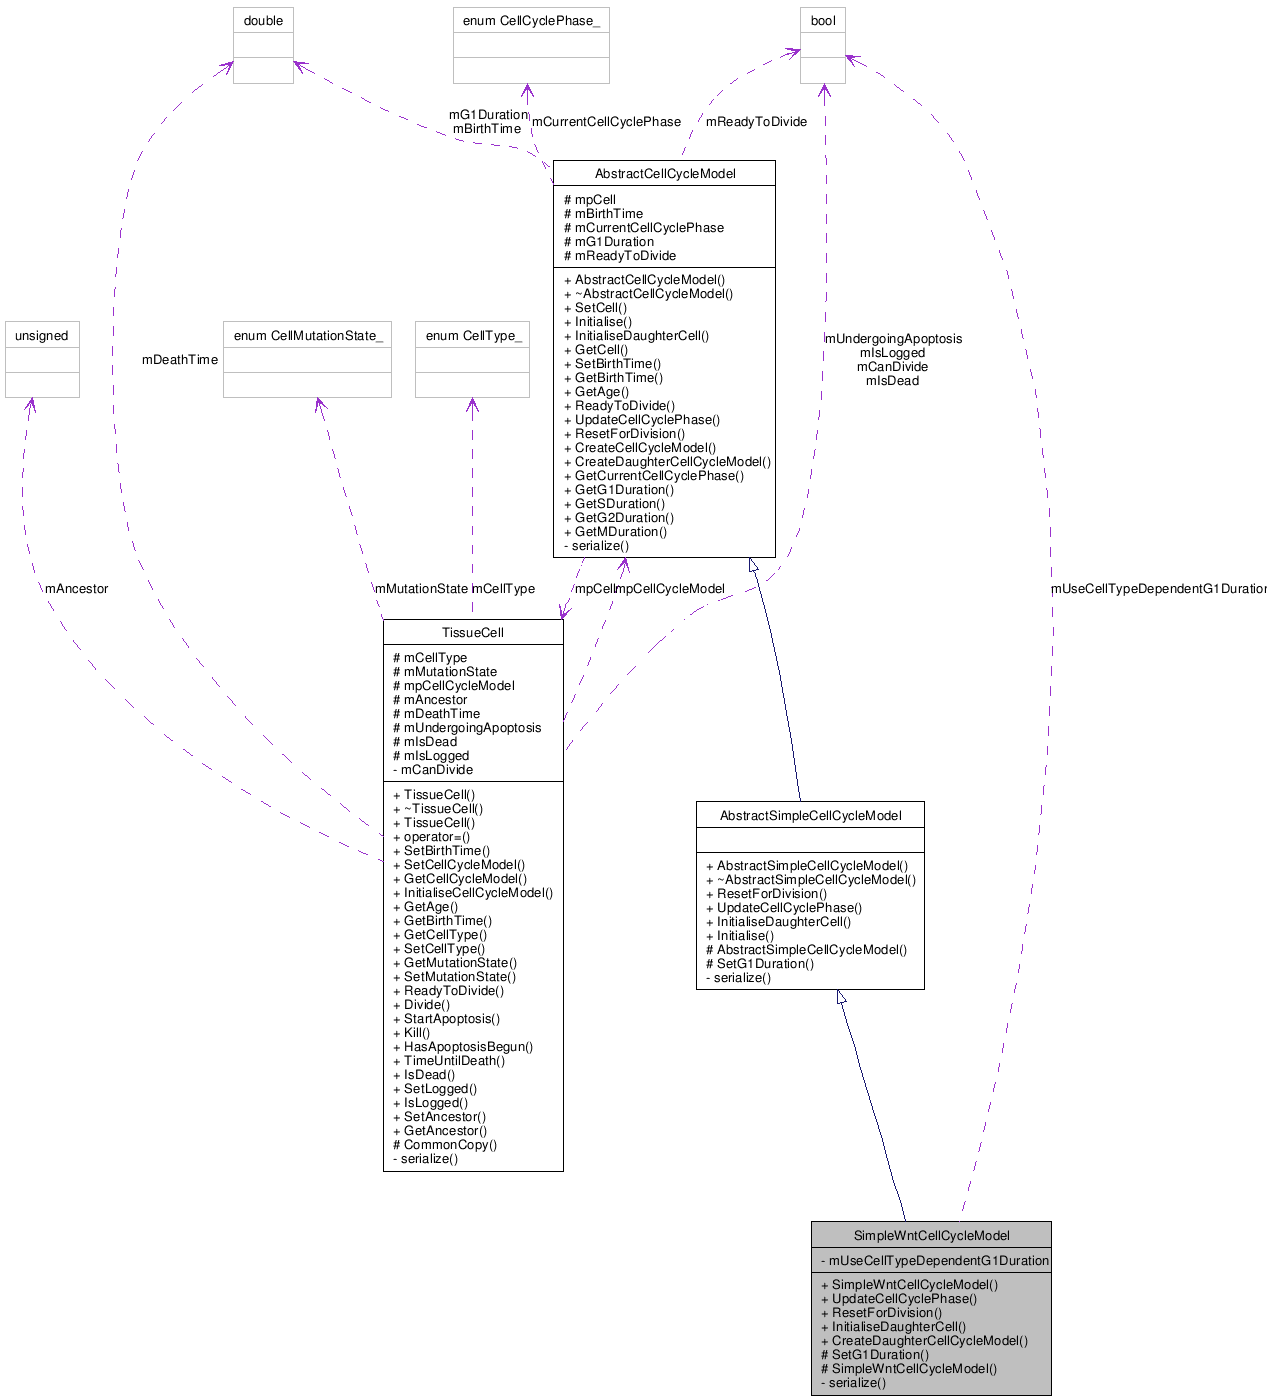 double
enum CellCyclePhase_
bool
mG1Duration
mBirthTime
mCurrentCellCyclePhase
mReadyToDivide
AbstractCellCycleModel
# mpCell
# mBirthTime
# mCurrentCellCyclePhase
# mG1Duration
# mReadyToDivide
+ AbstractCellCycleModel()
+ ~AbstractCellCycleModel()
+ SetCell()
+ Initialise()
+ InitialiseDaughterCell()
+ GetCell()
+ SetBirthTime()
+ GetBirthTime()
+ GetAge()
+ ReadyToDivide()
+ UpdateCellCyclePhase()
+ ResetForDivision()
+ CreateCellCycleModel()
+ CreateDaughterCellCycleModel()
+ GetCurrentCellCyclePhase()
+ GetG1Duration()
+ GetSDuration()
+ GetG2Duration()
+ GetMDuration()
- serialize()
unsigned
enum CellMutationState_
enum CellType_
mDeathTime
mUndergoingApoptosis
mIsLogged
mCanDivide
mIsDead
mAncestor
mMutationState
mCellType
mpCell
mpCellCycleModel
mUseCellTypeDependentG1Duration
TissueCell
# mCellType
# mMutationState
# mpCellCycleModel
# mAncestor
# mDeathTime
# mUndergoingApoptosis
# mIsDead
# mIsLogged
- mCanDivide
+ TissueCell()
+ ~TissueCell()
+ TissueCell()
+ operator=()
+ SetBirthTime()
+ SetCellCycleModel()
+ GetCellCycleModel()
+ InitialiseCellCycleModel()
+ GetAge()
+ GetBirthTime()
+ GetCellType()
+ SetCellType()
+ GetMutationState()
+ SetMutationState()
+ ReadyToDivide()
+ Divide()
+ StartApoptosis()
+ Kill()
+ HasApoptosisBegun()
+ TimeUntilDeath()
+ IsDead()
+ SetLogged()
+ IsLogged()
+ SetAncestor()
+ GetAncestor()
# CommonCopy()
- serialize()
AbstractSimpleCellCycleModel
+ AbstractSimpleCellCycleModel()
+ ~AbstractSimpleCellCycleModel()
+ ResetForDivision()
+ UpdateCellCyclePhase()
+ InitialiseDaughterCell()
+ Initialise()
# AbstractSimpleCellCycleModel()
# SetG1Duration()
- serialize()
SimpleWntCellCycleModel
- mUseCellTypeDependentG1Duration
+ SimpleWntCellCycleModel()
+ UpdateCellCyclePhase()
+ ResetForDivision()
+ InitialiseDaughterCell()
+ CreateDaughterCellCycleModel()
# SetG1Duration()
# SimpleWntCellCycleModel()
- serialize()